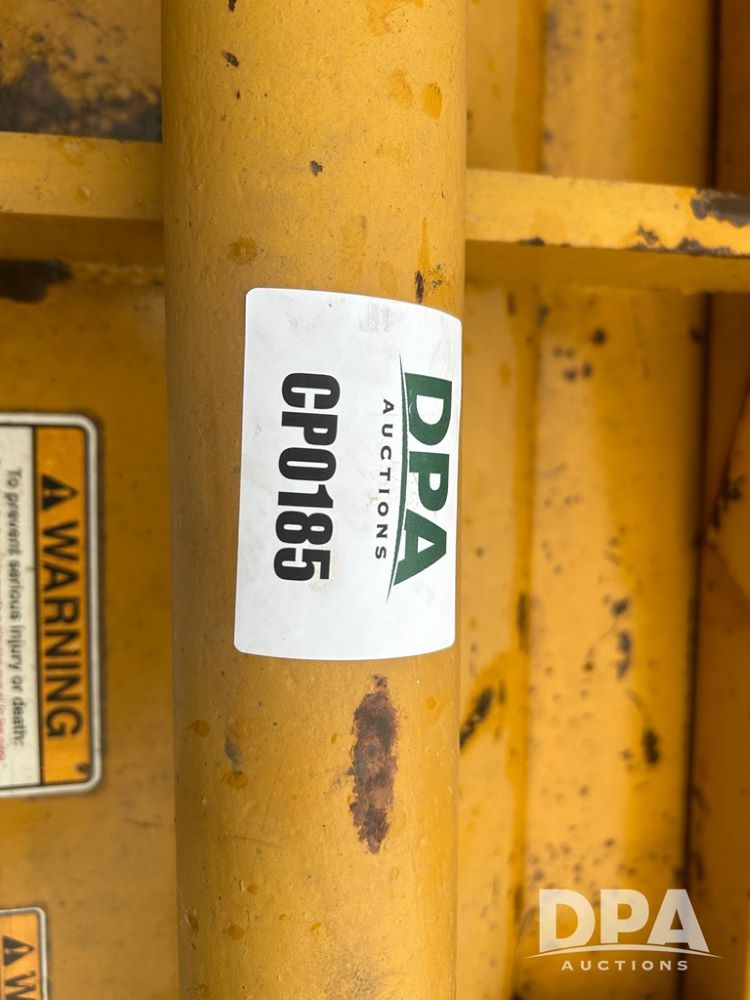 DPA
AUCTIONS
CP0185
WARNING
To prevent serious injury or death:
DPA
AUCTIONS